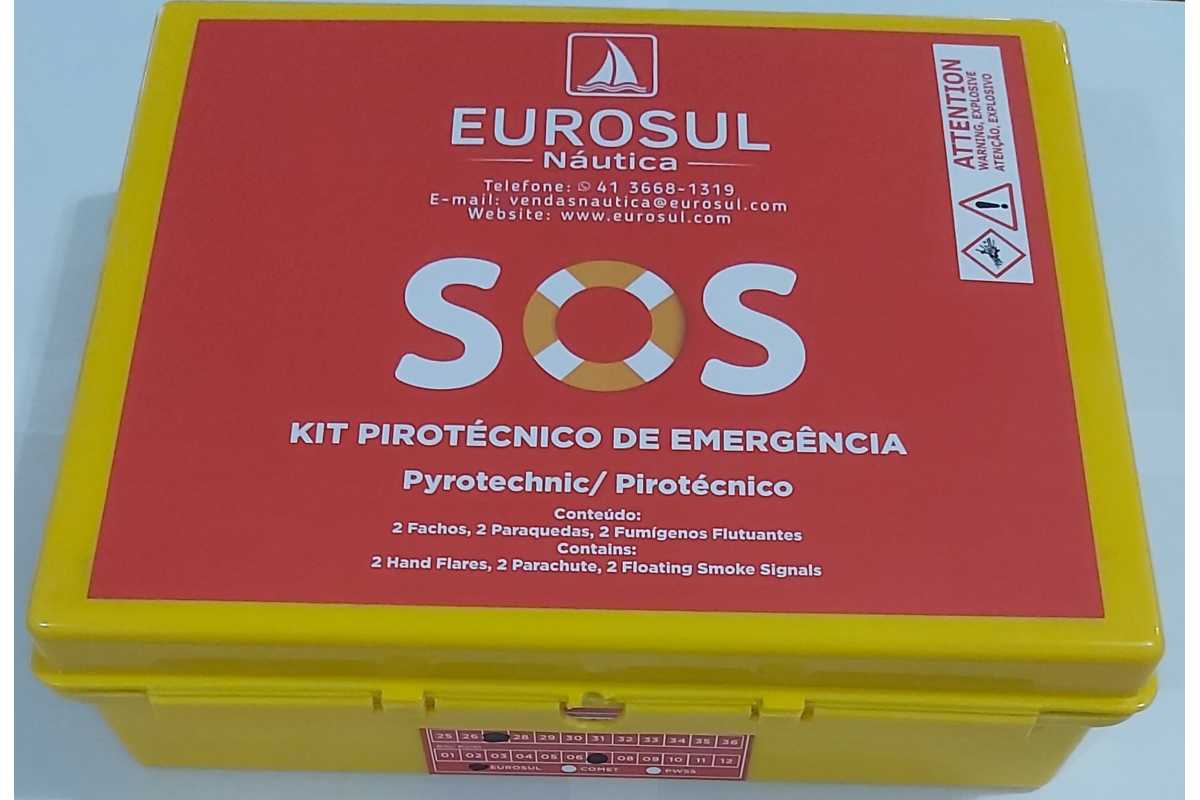 EUROSUL
Náutica
Telefone: 41 3668-1319
E-mail: vendasnautica@eurosul.com
Website: www.eurosul.com
ATTENTION
WARNING, EXPLOSIVE
ATENÇÃO, EXPLOSIVO
SOS
KIT PIROTÉCNICO DE EMERGÊNCIA
Pyrotechnic/ Pirotécnico
Conteúdo:
2 Fachos, 2 Paraquedas, 2 Fumígenos Flutuantes
Contains:
2 Hand Flares, 2 Parachute, 2 Floating Smoke Signals
25 26 28 29 30 31 32 33 34 35 36
01 02 03 04 05 06 08 09 10 11 12
EUROSUL COMET PWSS